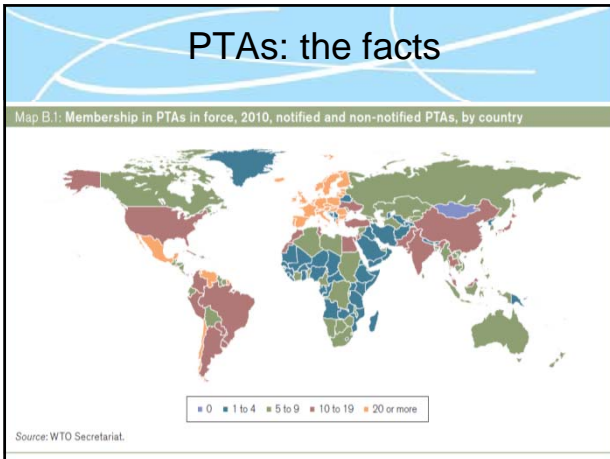 PTAs: the facts
Map B.1: Membership in PTAs in force, 2010, notified and non-notified PTAs, by country
0 1 to 4 5 to 9 10 to 19 20 or more
Source: WTO Secretariat.